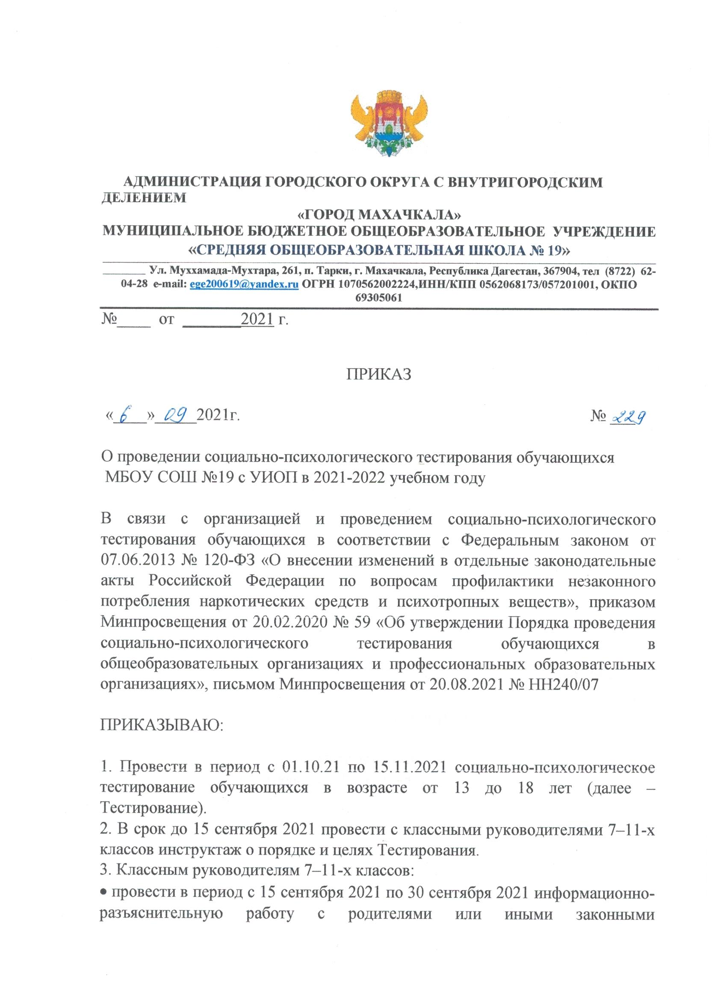 АДМИНИСТРАЦИЯ ГОРОДСКОГО ОКРУГА С ВНУТРИГОРОДСКИМ
ДЕЛЕНИЕМ
«ГОРОД МАХАЧКАЛА»
МУНИЦИПАЛЬНОЕ БЮДЖЕТНОЕ ОБЩЕОБРАЗОВАТЕЛЬНОЕ УЧРЕЖДЕНИЕ
«СРЕДНЯЯ ОБЩЕОБРАЗОВАТЕЛЬНАЯ ШКОЛА № 19»
Ул. Муххамада-Мухтара, 261, п. Тарки, г. Махачкала, Республика Дагестан, 367904, тел (8722) 62-
04-28 e-mail: ege200619@yandex.ru ОГРН 1070562002224,ИНН/КПП 0562068173/057201001, ОКПО
69305061
№____ от _______2021 г.
ПРИКАЗ
«6» 09 2021г. № 229
О проведении социально-психологического тестирования обучающихся
МБОУ СОШ №19 с УИОП в 2021-2022 учебном году
В связи с организацией и проведением социально-психологического
тестирования обучающихся в соответствии с Федеральным законом от
07.06.2013 № 120-ФЗ «О внесении изменений в отдельные законодательные
акты Российской Федерации по вопросам профилактики незаконного
потребления наркотических средств и психотропных веществ», приказом
Минпросвещения от 20.02.2020 № 59 «Об утверждении Порядка проведения
социально-психологического тестирования обучающихся в
общеобразовательных организациях и профессиональных образовательных
организациях», письмом Минпросвещения от 20.08.2021 № НН240/07
ПРИКАЗЫВАЮ:
1. Провести в период с 01.10.21 по 15.11.2021 социально-психологическое
тестирование обучающихся в возрасте от 13 до 18 лет (далее –
Тестирование).
2. В срок до 15 сентября 2021 провести с классными руководителями 7–11-х
классов инструктаж о порядке и целях Тестирования.
3. Классным руководителям 7–11-х классов:
• провести в период с 15 сентября 2021 по 30 сентября 2021 информационно-
разъяснительную работу с родителями или иными законными